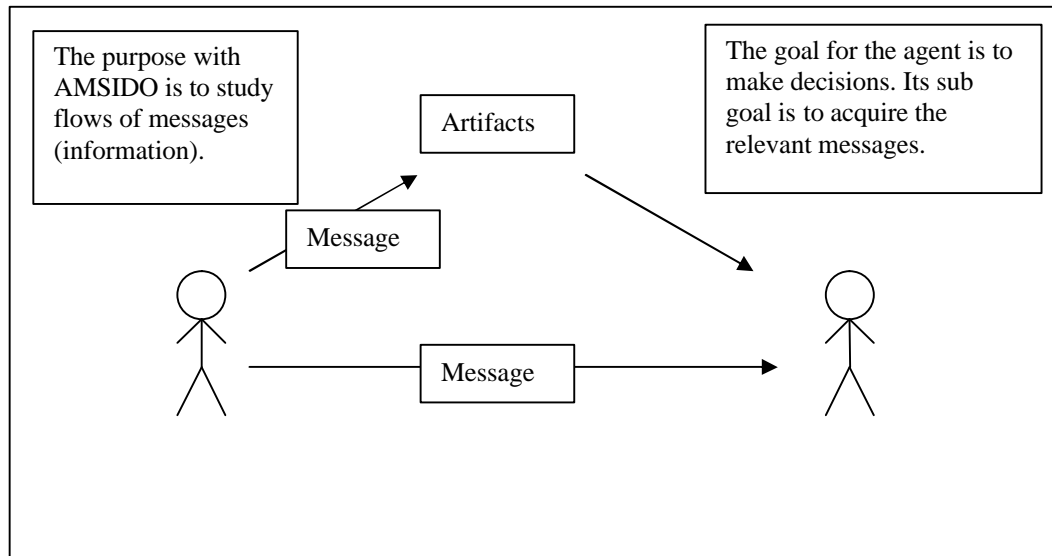 The purpose with
AMSIDO is to study
flows of messages
(information).
The goal for the agent is to
make decisions. Its sub
goal is to acquire the
relevant messages.
Artifacts
Message
Message